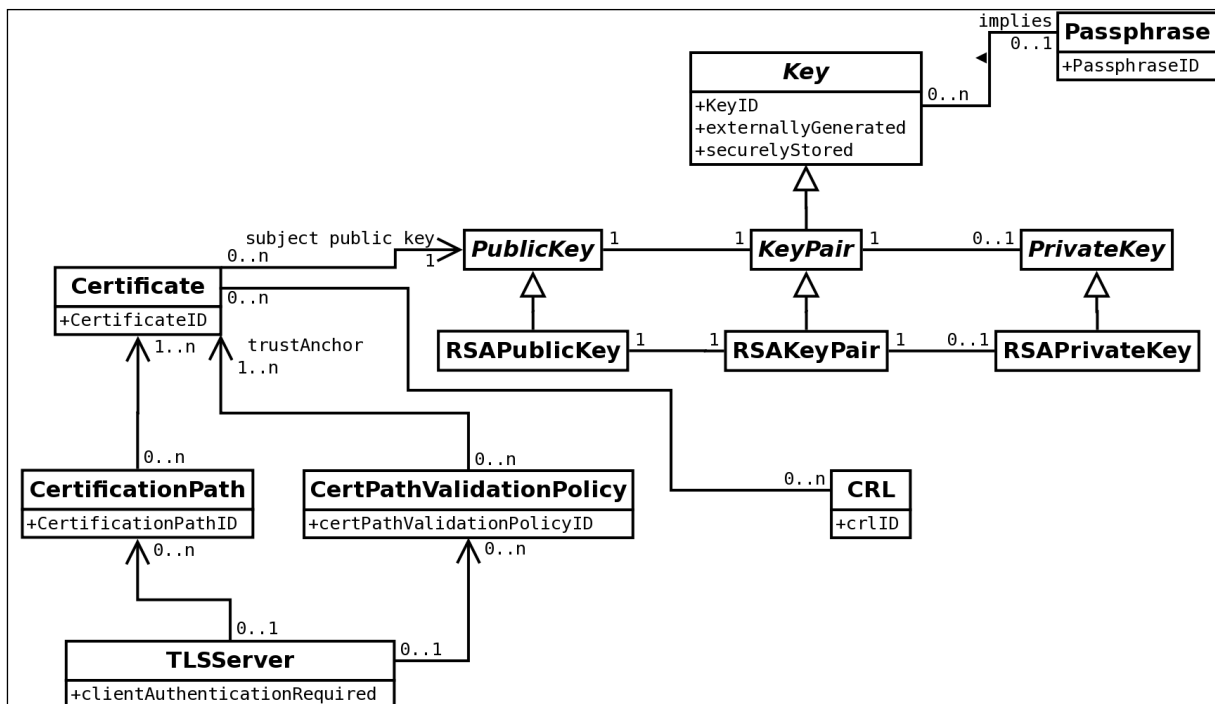 implies
0..1
Passphrase
+PassphraseID
Key
+KeyID
+externallyGenerated
+securelyStored
0..n
subject public key
0..n
1
PublicKey
1
1
KeyPair
1
0..1
PrivateKey
Certificate
+CertificateID
0..n
1..n
trustAnchor
1..n
RSAPublicKey
1
1
RSAKeyPair
1
0..1
RSAPrivateKey
0..n
CertificationPath
+CertificationPathID
0..n
0..n
CertPathValidationPolicy
+certPathValidationPolicyID
0..n
0..n
CRL
+crlID
0..1
TLSServer
+clientAuthenticationRequired
0..1